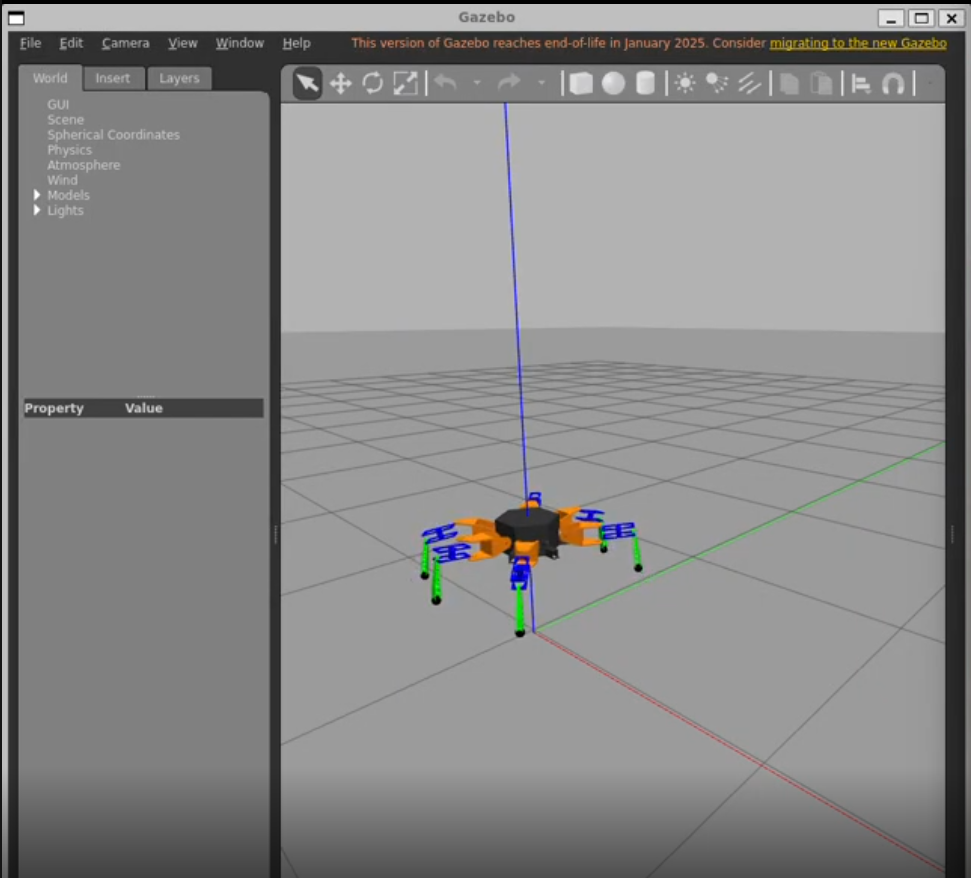 Gazebo
File Edit Camera View Window Help This version of Gazebo reaches end-of-life in January 2025. Consider migrating to the new Gazebo
World Insert Layers
GUI
Scene
Spherical Coordinates
Physics
Atmosphere
Wind
Models
Lights
Property Value